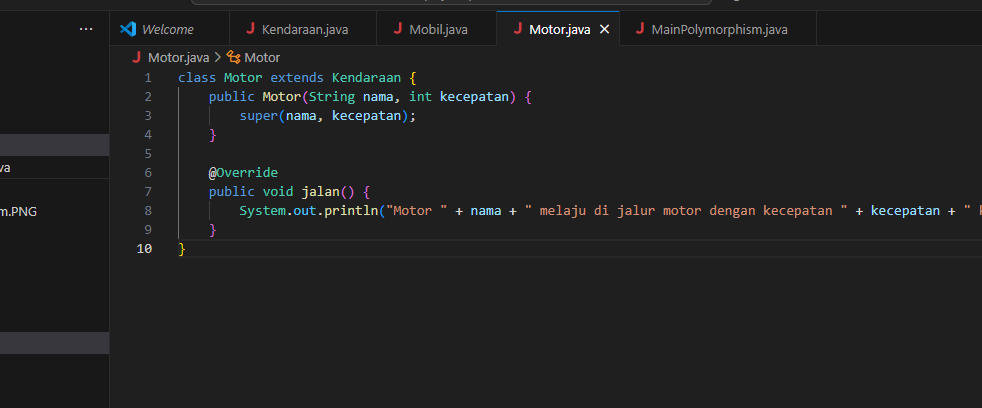 ... Welcome Kendaraan.java Mobil.java Motor.java MainPolymorphism.java
Motor.java > Motor
1 class Motor extends Kendaraan {
2 public Motor(String nama, int kecepatan) {
3 super(nama, kecepatan);
4 }
5
6 @Override
va
7 public void jalan() {
8 System.out.println("Motor " + nama + " melaju di jalur motor dengan kecepatan " + kecepatan + "
m.PNG
9 }
10 }